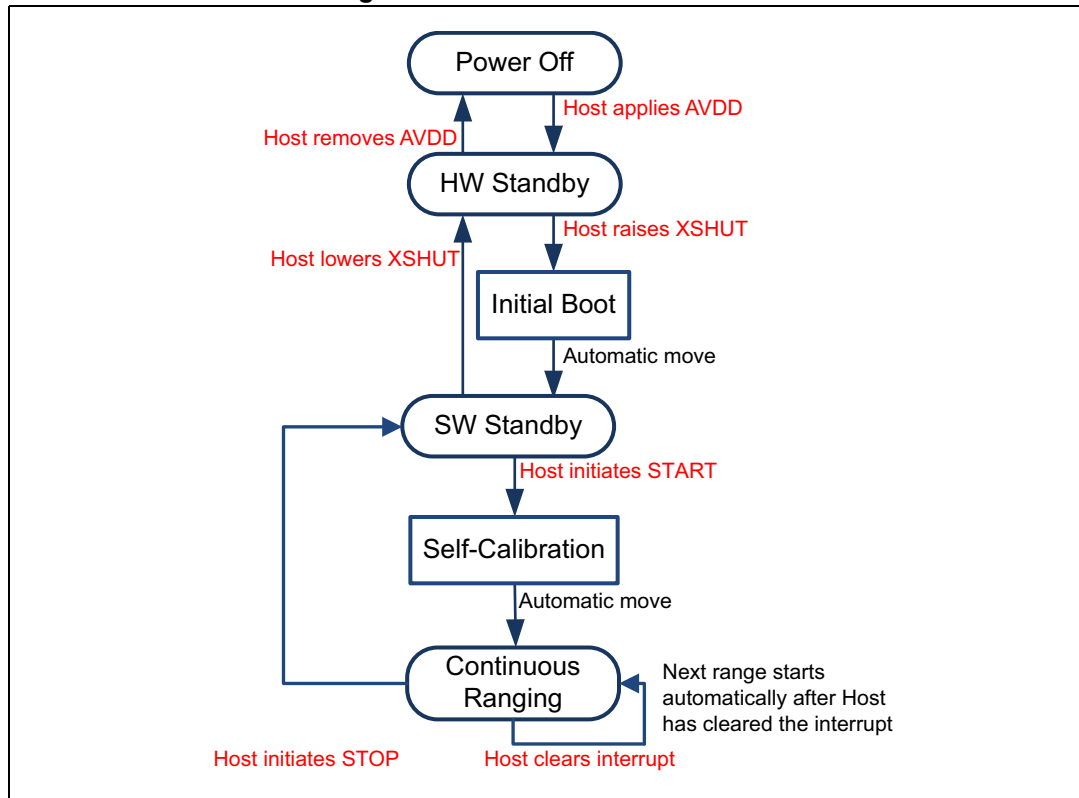 Power Off
Host applies AVDD
Host removes AVDD
HW Standby
Host raises XSHUT
Host lowers XSHUT
Initial Boot
Automatic move
SW Standby
Host initiates START
Self-Calibration
Automatic move
Continuous
Ranging
Next range starts
automatically after Host
has cleared the interrupt
Host initiates STOP
Host clears interrupt